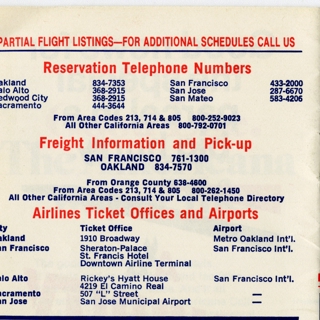 PARTIAL FLIGHT LISTINGS—FOR ADDITIONAL SCHEDULES CALL US
Reservation Telephone Numbers
akland 834-7353 San Francisco 433-2000
alo Alto 368-2915 San Jose 287-6670
edwood City 368-2915 San Mateo 583-4206
acramento 444-3644
From Area Codes 213, 714 & 805 800-252-9023
All Other California Areas 800-792-0701
Freight Information and Pick-up
SAN FRANCISCO 761-1300
OAKLAND 834-7570
From Orange County 638-4600
From Area Codes 213, 714 & 805 800-262-1450
All Other California Areas - Consult Your Local Telephone Directory
Airlines Ticket Offices and Airports
ty Ticket Office Airport
akland 1910 Broadway Metro Oakland Int'l.
an Francisco Sheraton-Palace San Francisco Int'l.
St. Francis Hotel
Downtown Airline Terminal
alo Alto Rickey's Hyatt House San Francisco Int'l.
4219 El Camino Real
acramento 507 "L" Street —
an Jose San Jose Municipal Airport —